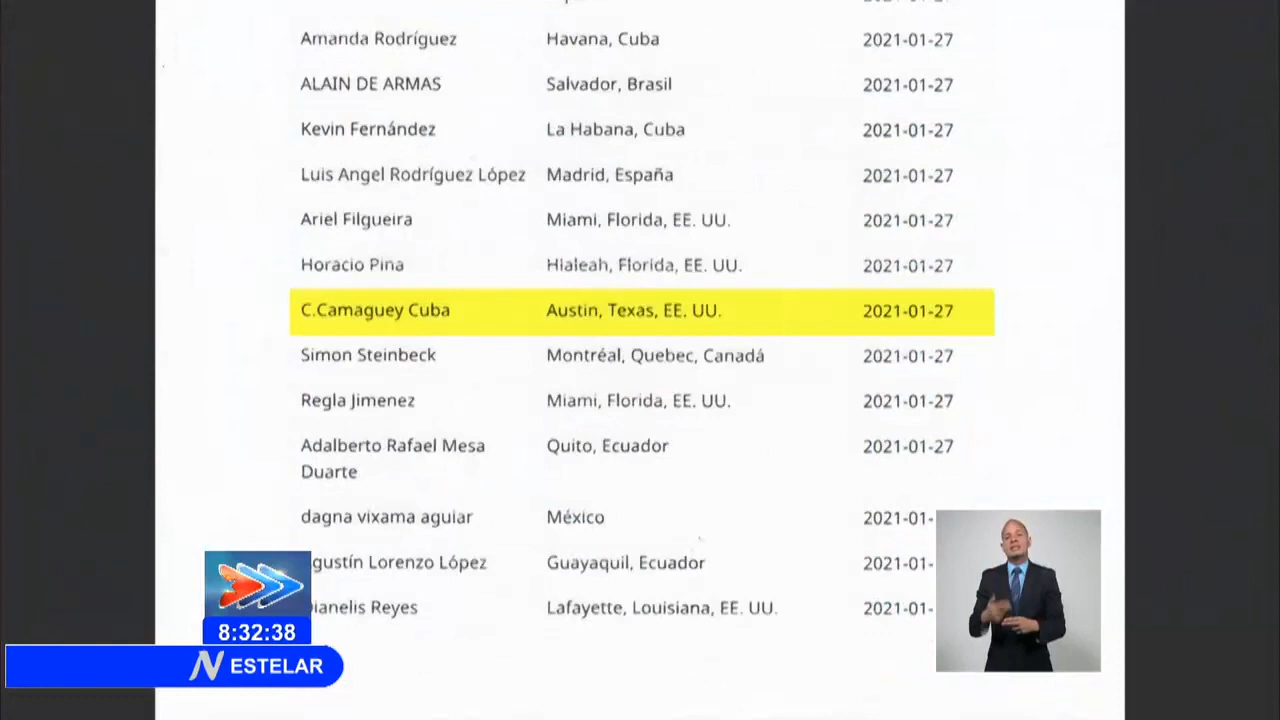 Amanda Rodríguez Havana, Cuba 2021-01-27
ALAIN DE ARMAS Salvador, Brasil 2021-01-27
Kevin Fernández La Habana, Cuba 2021-01-27
Luis Angel Rodríguez López Madrid, España 2021-01-27
Ariel Filgueira Miami, Florida, EE. UU. 2021-01-27
Horacio Pina Hialeah, Florida, EE. UU. 2021-01-27
C.Camaguey Cuba Austin, Texas, EE. UU. 2021-01-27
Simon Steinbeck Montréal, Quebec, Canadá 2021-01-27
Regla Jimenez Miami, Florida, EE. UU. 2021-01-27
Adalberto Rafael Mesa Quito, Ecuador 2021-01-27
Duarte
dagna vixama aguiar México 2021-01-
gustín Lorenzo López Guayaquil, Ecuador 2021-01-
ianelis Reyes Lafayette, Louisiana, EE. UU. 2021-01-
8:32:38
N ESTELAR